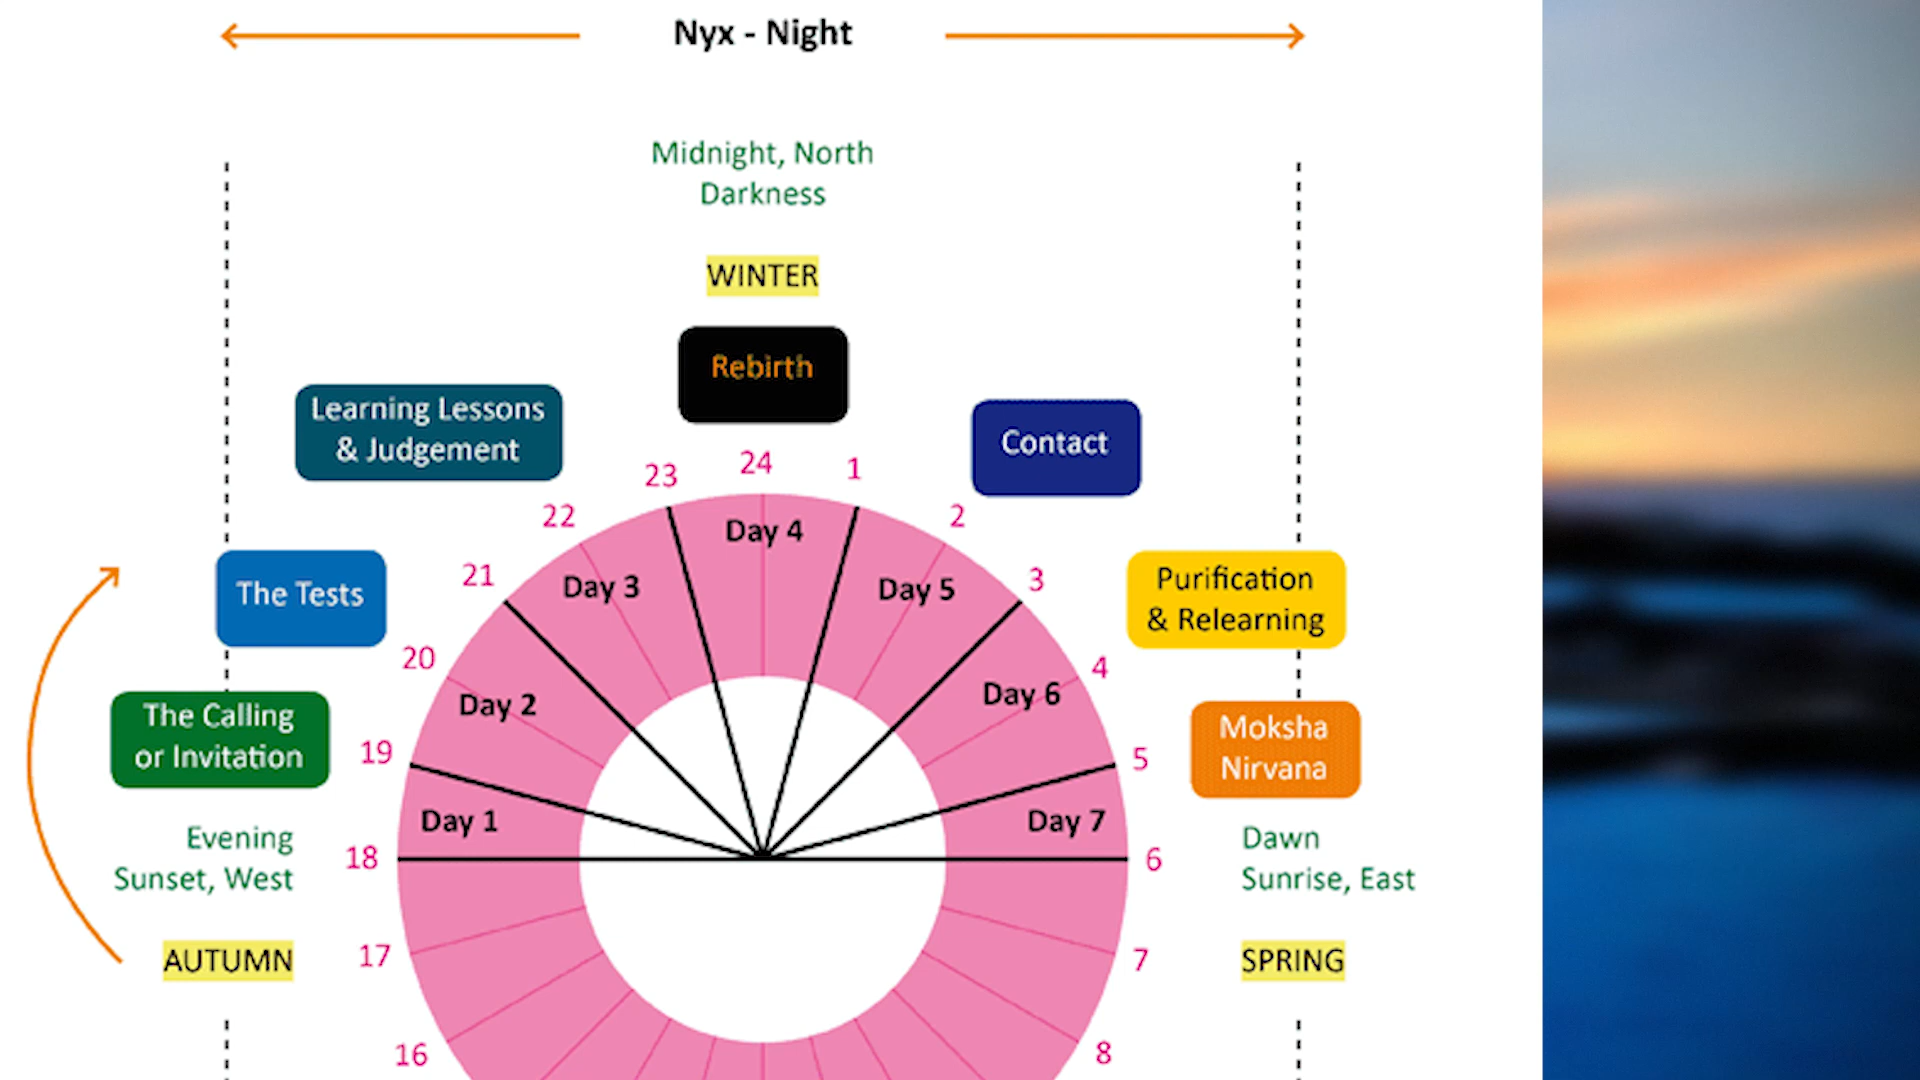 Nyx - Night
Midnight, North
Darkness
WINTER
Rebirth
Learning Lessons
& Judgement
Contact
23
24
1
22
2
Day 4
The Tests
21
Day 3
Day 5
3
Purification
& Relearning
20
Day 2
Day 6
4
The Calling
or Invitation
19
5
Moksha
Nirvana
Day 1
Day 7
Evening
Sunset, West
18
6
Dawn
Sunrise, East
AUTUMN
17
7
SPRING
16
8